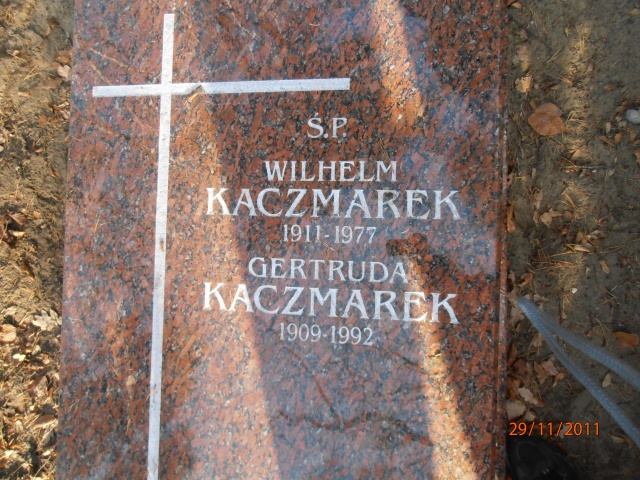 Ś.P.
WILHELM
KACZMAREK
1911-1977
GERTRUDA
KACZMAREK
1909-1992
29/11/2011